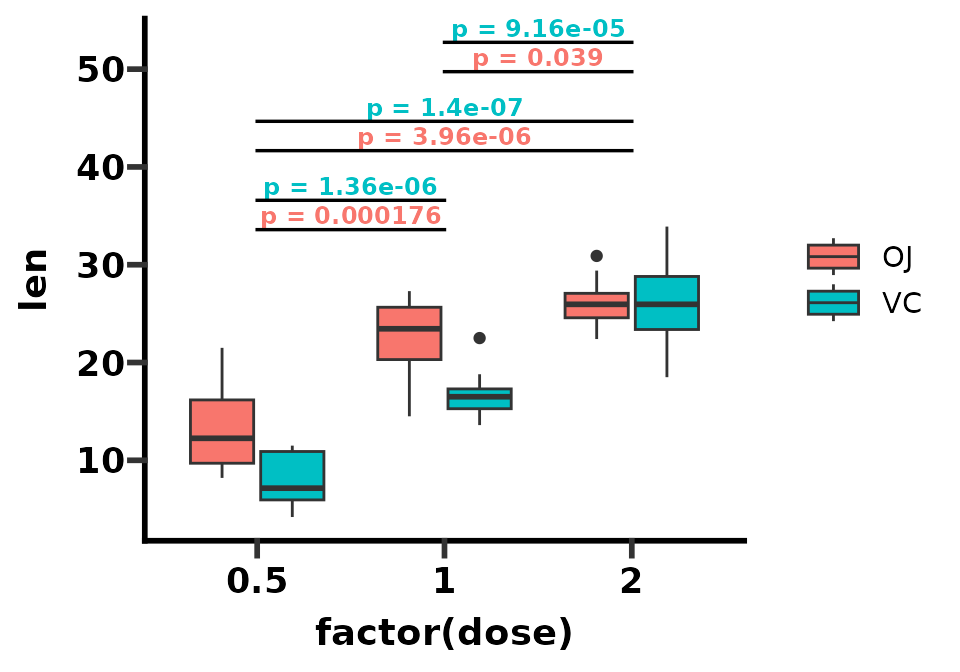 p = 9.16e-05
p = 0.039
p = 1.4e-07
p = 3.96e-06
p = 1.36e-06
p = 0.000176
50
40
30
20
10
len
OJ
VC
0.5 1 2
factor(dose)